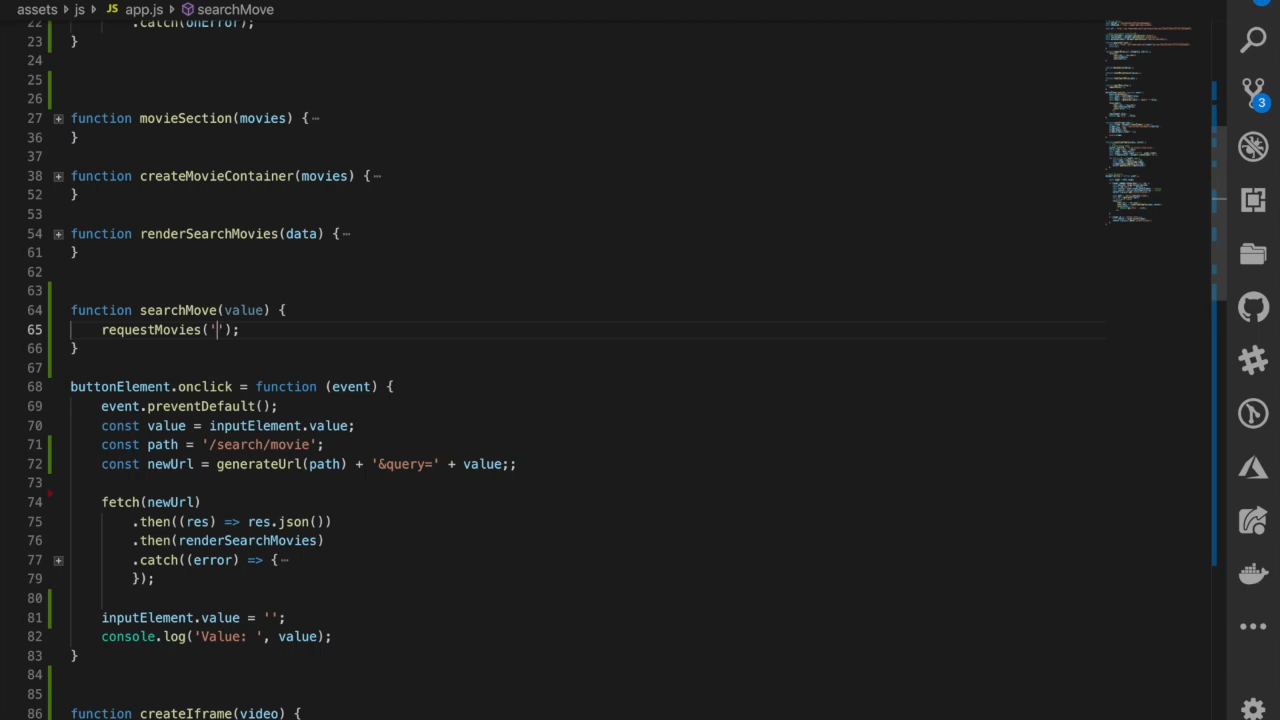 assets > js > JS app.js > searchMove
22 .catch(onError);
23 }
24
25
26
27 function movieSection(movies) {⋯
36 }
37
38 function createMovieContainer(movies) {⋯
52 }
53
54 function renderSearchMovies(data) {⋯
61 }
62
63
64 function searchMove(value) {
65 requestMovies('');
66 }
67
68 buttonElement.onclick = function (event) {
69 event.preventDefault();
70 const value = inputElement.value;
71 const path = '/search/movie';
72 const newUrl = generateUrl(path) + '&query=' + value;;
73
74 fetch(newUrl)
75 .then((res) => res.json())
76 .then(renderSearchMovies)
77 .catch((error) => {⋯
79 });
80
81 inputElement.value = '';
82 console.log('Value: ', value);
83 }
84
85
86 function createIframe(video) {
3